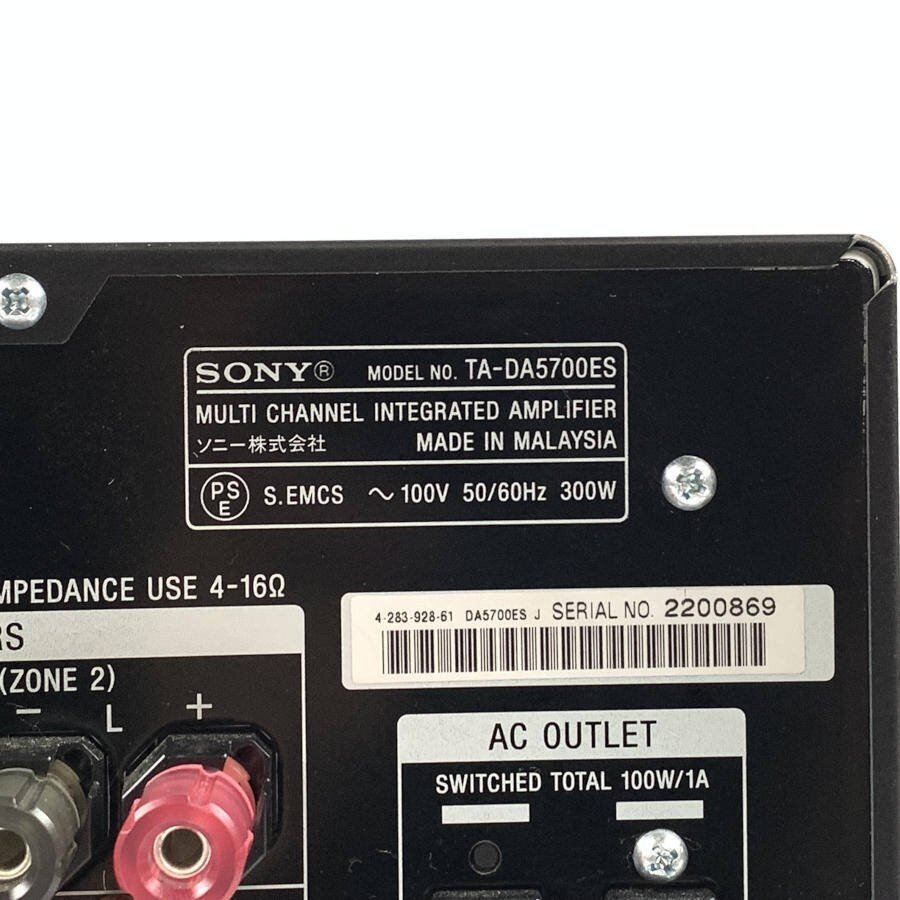 SONY® MODEL NO. TA-DA5700ES
MULTI CHANNEL INTEGRATED AMPLIFIER
ソニー株式会社 MADE IN MALAYSIA
PSE S.EMCS ～100V 50/60Hz 300W
MPEDANCE USE 4-16Ω
RS
(ZONE 2)
− L +
4-283-928-61 DA5700ES J SERIAL NO. 2200869
AC OUTLET
SWITCHED TOTAL 100W/1A